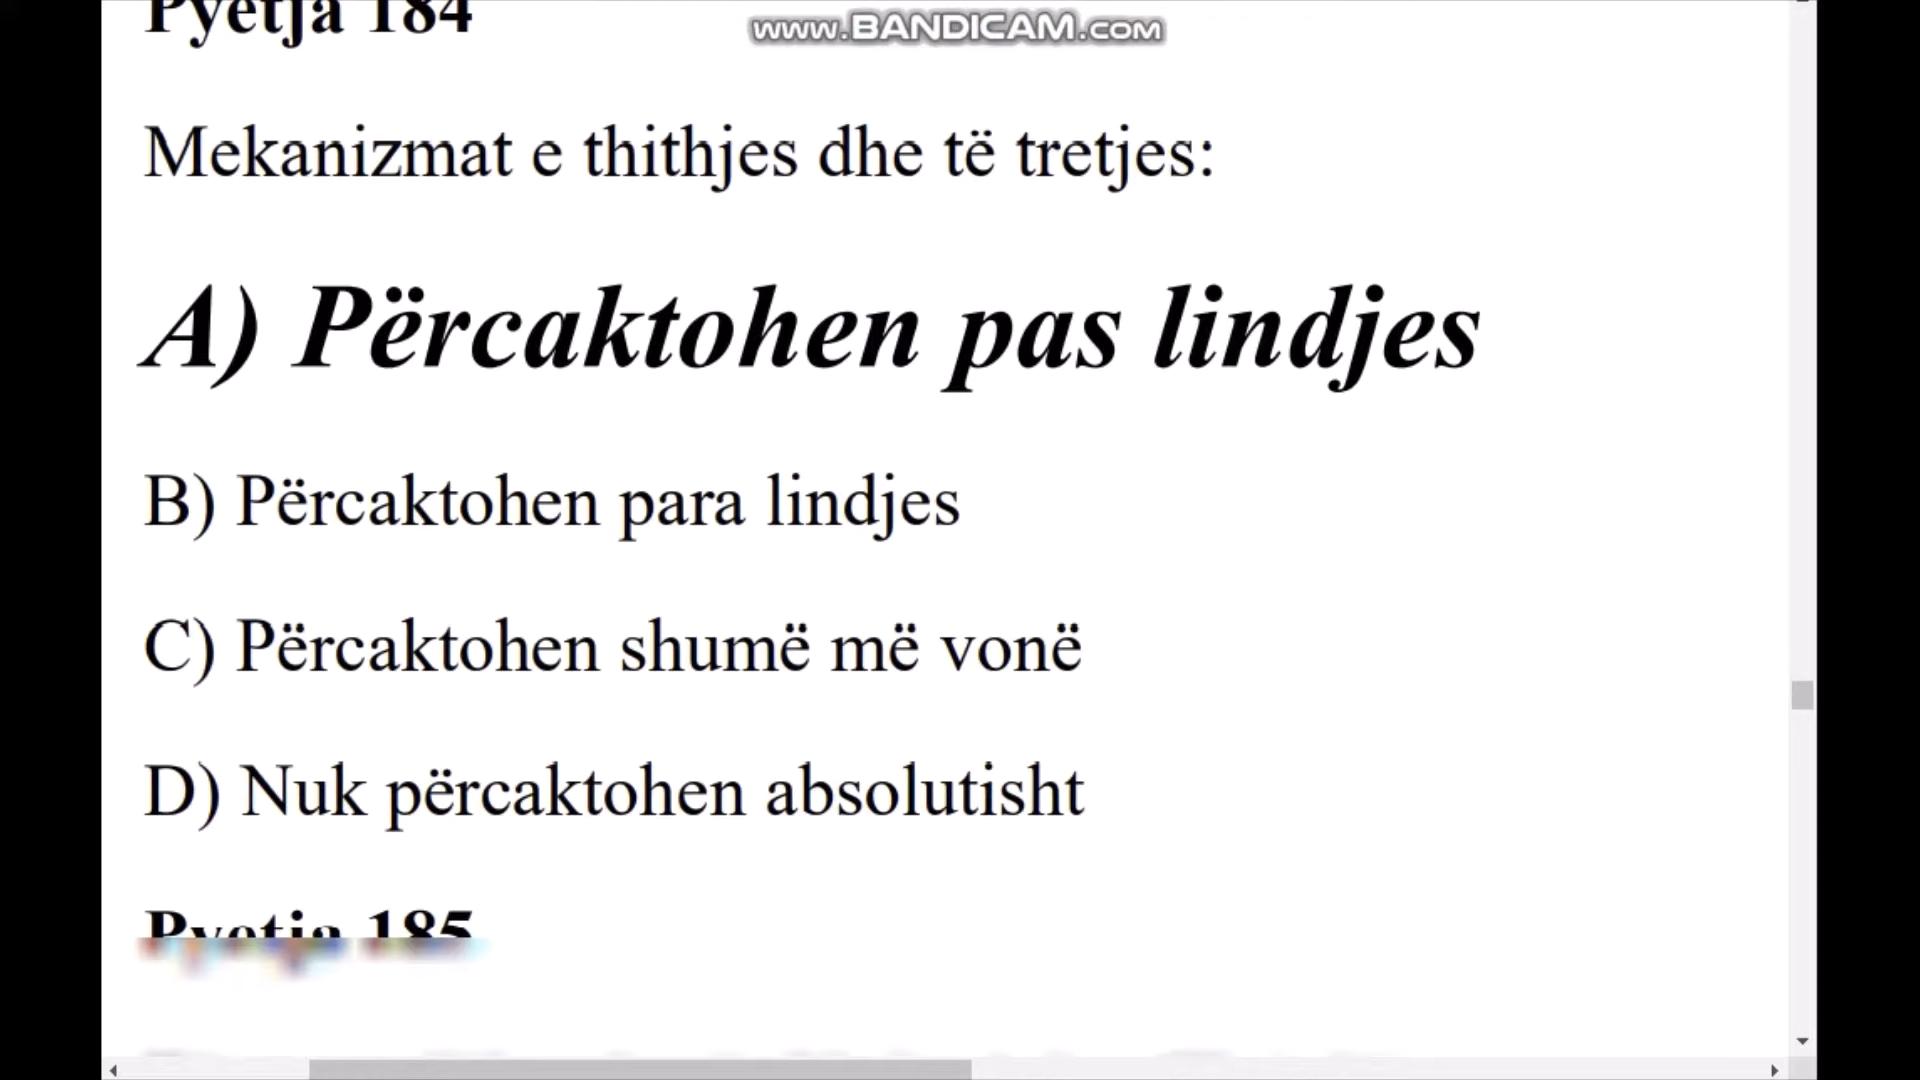 Pyetja 184
www.BANDICAM.com
Mekanizmat e thithjes dhe të tretjes:
A) Përcaktohen pas lindjes
B) Përcaktohen para lindjes
C) Përcaktohen shumë më vonë
D) Nuk përcaktohen absolutisht
Pyetja 185